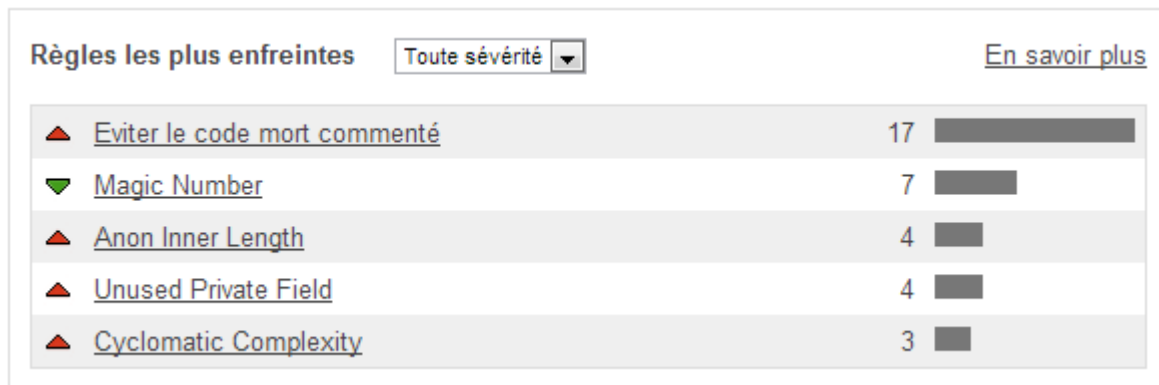 Règles les plus enfreintes Toute sévérité En savoir plus
Eviter le code mort commenté 17
Magic Number 7
Anon Inner Length 4
Unused Private Field 4
Cyclomatic Complexity 3